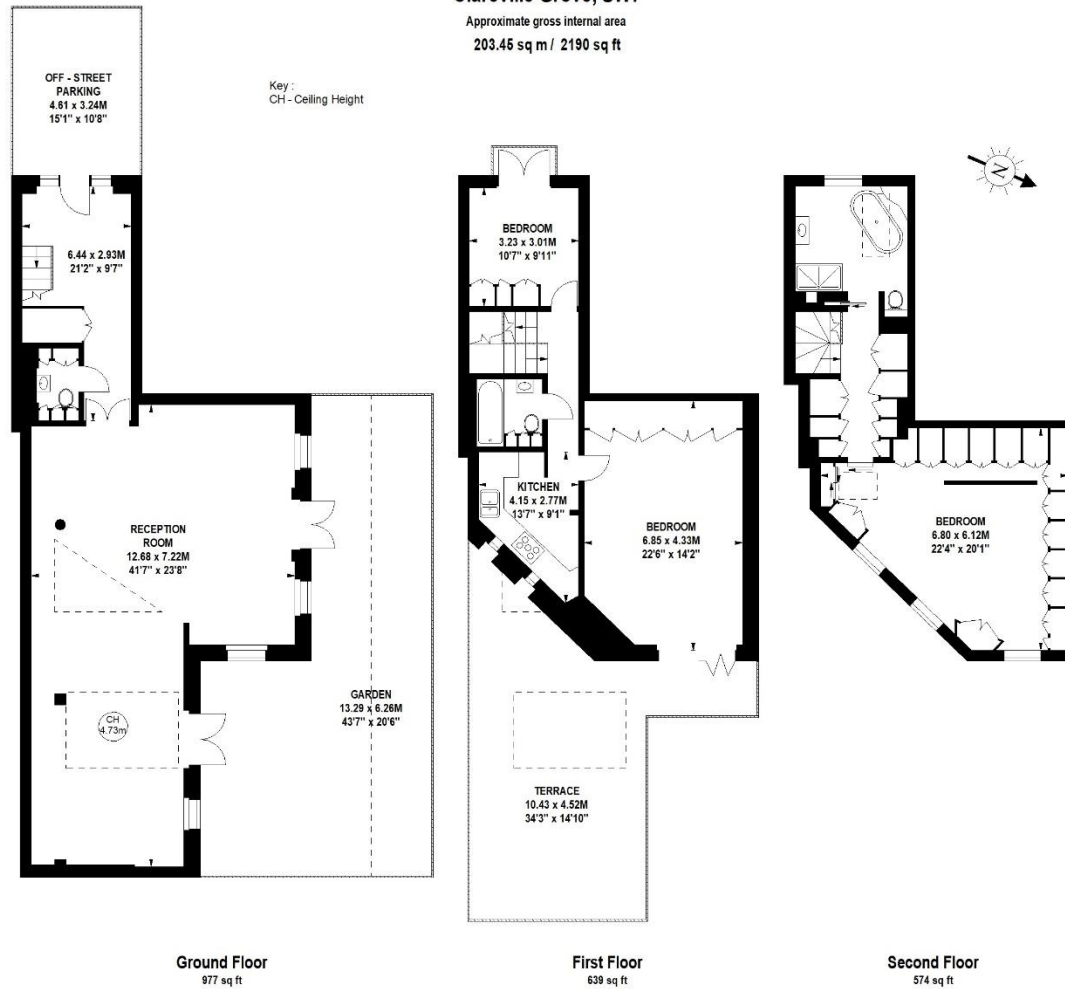 Approximate gross internal area
203.45 sq m / 2190 sq ft
Key :
CH - Ceiling Height
OFF - STREET
PARKING
4.61 x 3.24M
15'1" x 10'8"
6.44 x 2.93M
21'2" x 9'7"
RECEPTION
ROOM
12.68 x 7.22M
41'7" x 23'8"
CH
4.73m
GARDEN
13.29 x 6.26M
43'7" x 20'6"
Ground Floor
977 sq ft
BEDROOM
3.23 x 3.01M
10'7" x 9'11"
KITCHEN
4.15 x 2.77M
13'7" x 9'1"
BEDROOM
6.85 x 4.33M
22'6" x 14'2"
TERRACE
10.43 x 4.52M
34'3" x 14'10"
First Floor
639 sq ft
N
BEDROOM
6.80 x 6.12M
22'4" x 20'1"
Second Floor
574 sq ft